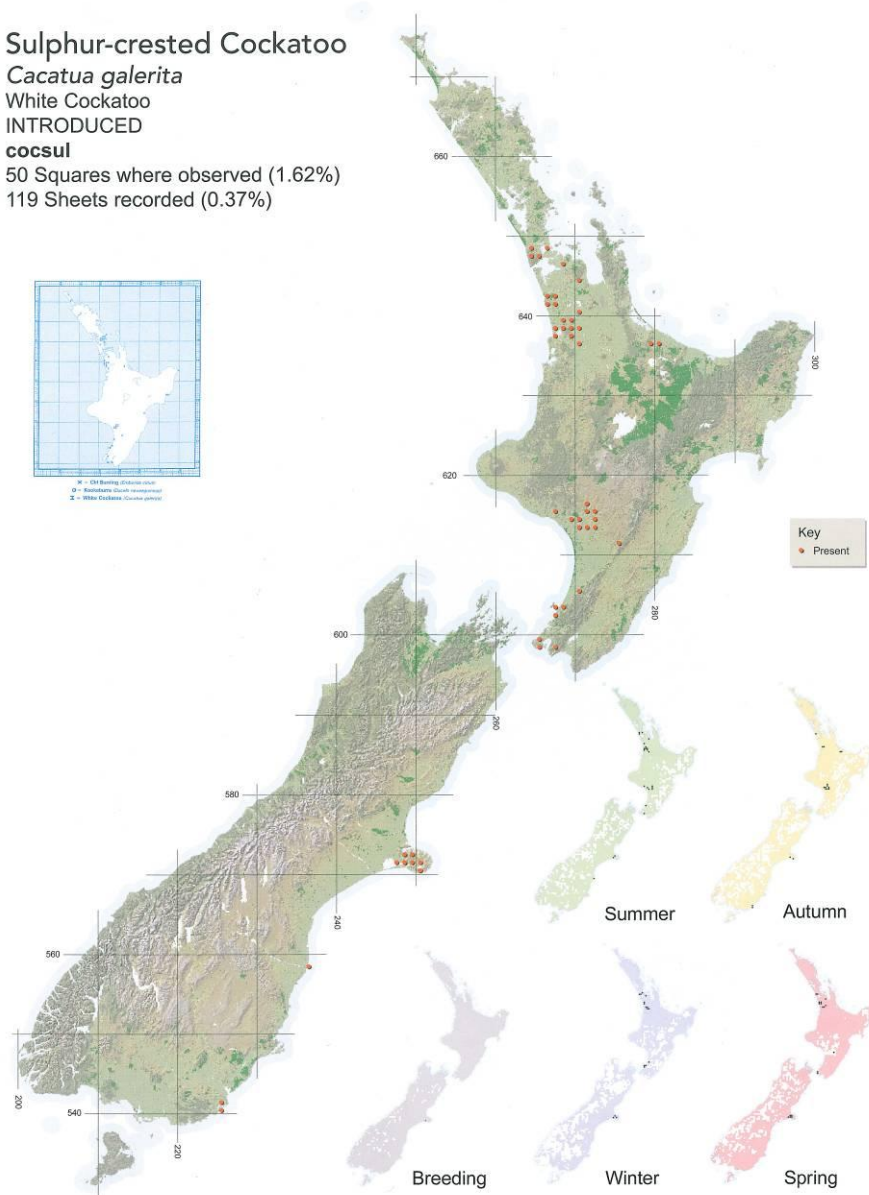 Sulphur-crested Cockatoo
Cacatua galerita
White Cockatoo
INTRODUCED
cocsul
50 Squares where observed (1.62%)
119 Sheets recorded (0.37%)
660
640
300
620
Key
Present
280
600
260
580
240
560
200
540
220
Summer
Autumn
Breeding
Winter
Spring